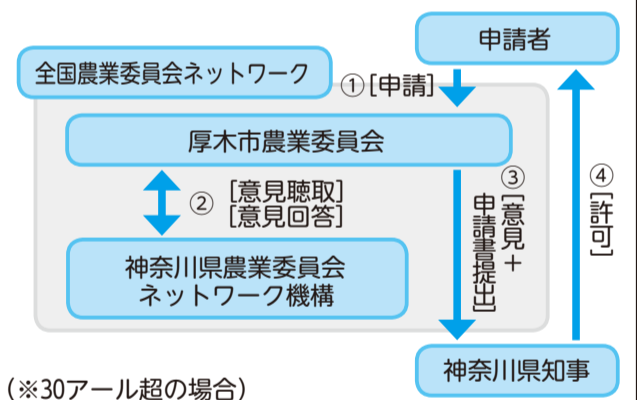 申請者
全国農業委員会ネットワーク
①[申請]
厚木市農業委員会
② [意見聴取]
[意見回答]
③[意見＋
申請書提出]
④[許可]
神奈川県農業委員会
ネットワーク機構
神奈川県知事
（※30アール超の場合）